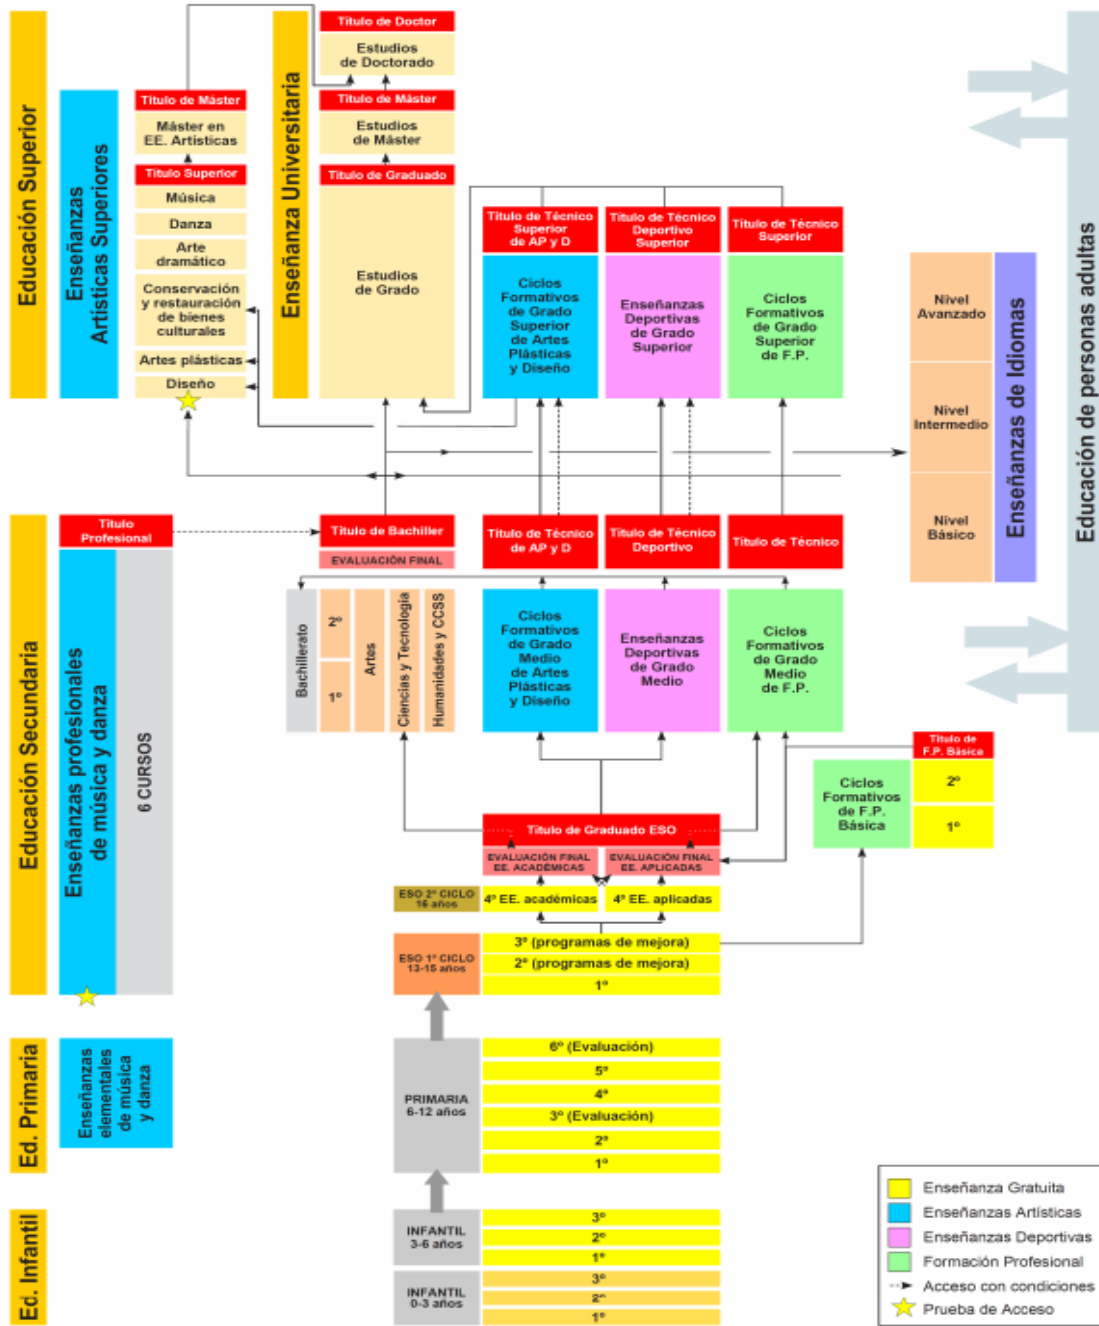 Educación Superior
Enseñanzas
Artísticas Superiores
Título de Máster
Máster en
EE. Artísticas
Título Superior
Música
Danza
Arte
dramático
Conservación
y restauración
de bienes
culturales
Artes plásticas
Diseño
Enseñanza Universitaria
Título de Doctor
Estudios
de Doctorado
Título de Máster
Estudios
de Máster
Título de Graduado
Estudios
de Grado
Título de Técnico
Superior
de AP y D
Ciclos
Formativos
de Grado
Superior
de Artes
Plásticas
y Diseño
Título de Técnico
Deportivo
Superior
Enseñanzas
Deportivas
de Grado
Superior
Título de Técnico
Superior
Ciclos
Formativos
de Grado
Superior
de F.P.
Nivel
Avanzado
Nivel
Intermedio
Nivel
Básico
Enseñanzas de Idiomas
Educación de personas adultas
Educación Secundaria
Título
Profesional
Enseñanzas profesionales
de música y danza
6 CURSOS
Título de Bachiller
EVALUACIÓN FINAL
Bachillerato
2º
1º
Artes
Ciencias y Tecnología
Humanidades y CCSS
Título de Técnico
de AP y D
Ciclos
Formativos
de Grado
Medio
de Artes
Plásticas
y Diseño
Título de Técnico
Deportivo
Enseñanzas
Deportivas
de Grado
Medio
Título de Técnico
Ciclos
Formativos
de Grado
Medio
de F.P.
Título de
F.P. Básica
Ciclos
Formativos
de F.P.
Básica
2º
1º
Título de Graduado ESO
EVALUACIÓN FINAL
EE. ACADÉMICAS
EVALUACIÓN FINAL
EE. APLICADAS
ESO 2º CICLO
16 años
4º EE. académicas
4º EE. aplicadas
ESO 1º CICLO
13-15 años
3º (programas de mejora)
2º (programas de mejora)
1º
Ed. Primaria
Enseñanzas
elementales
de música
y danza
PRIMARIA
6-12 años
6º (Evaluación)
5º
4º
3º (Evaluación)
2º
1º
Ed. Infantil
INFANTIL
3-6 años
3º
2º
1º
INFANTIL
0-3 años
3º
2º
1º
Enseñanza Gratuita
Enseñanzas Artísticas
Enseñanzas Deportivas
Formación Profesional
Acceso con condiciones
Prueba de Acceso